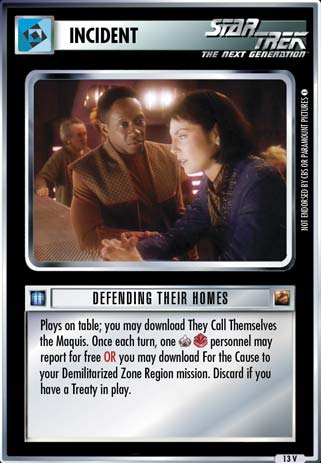 INCIDENT
STAR TREK
THE NEXT GENERATION
NOT ENDORSED BY CBS OR PARAMOUNT PICTURES
DEFENDING THEIR HOMES
Plays on table; you may download They Call Themselves
the Maquis. Once each turn, one personnel may
report for free OR you may download For the Cause to
your Demilitarized Zone Region mission. Discard if you
have a Treaty in play.
13 V